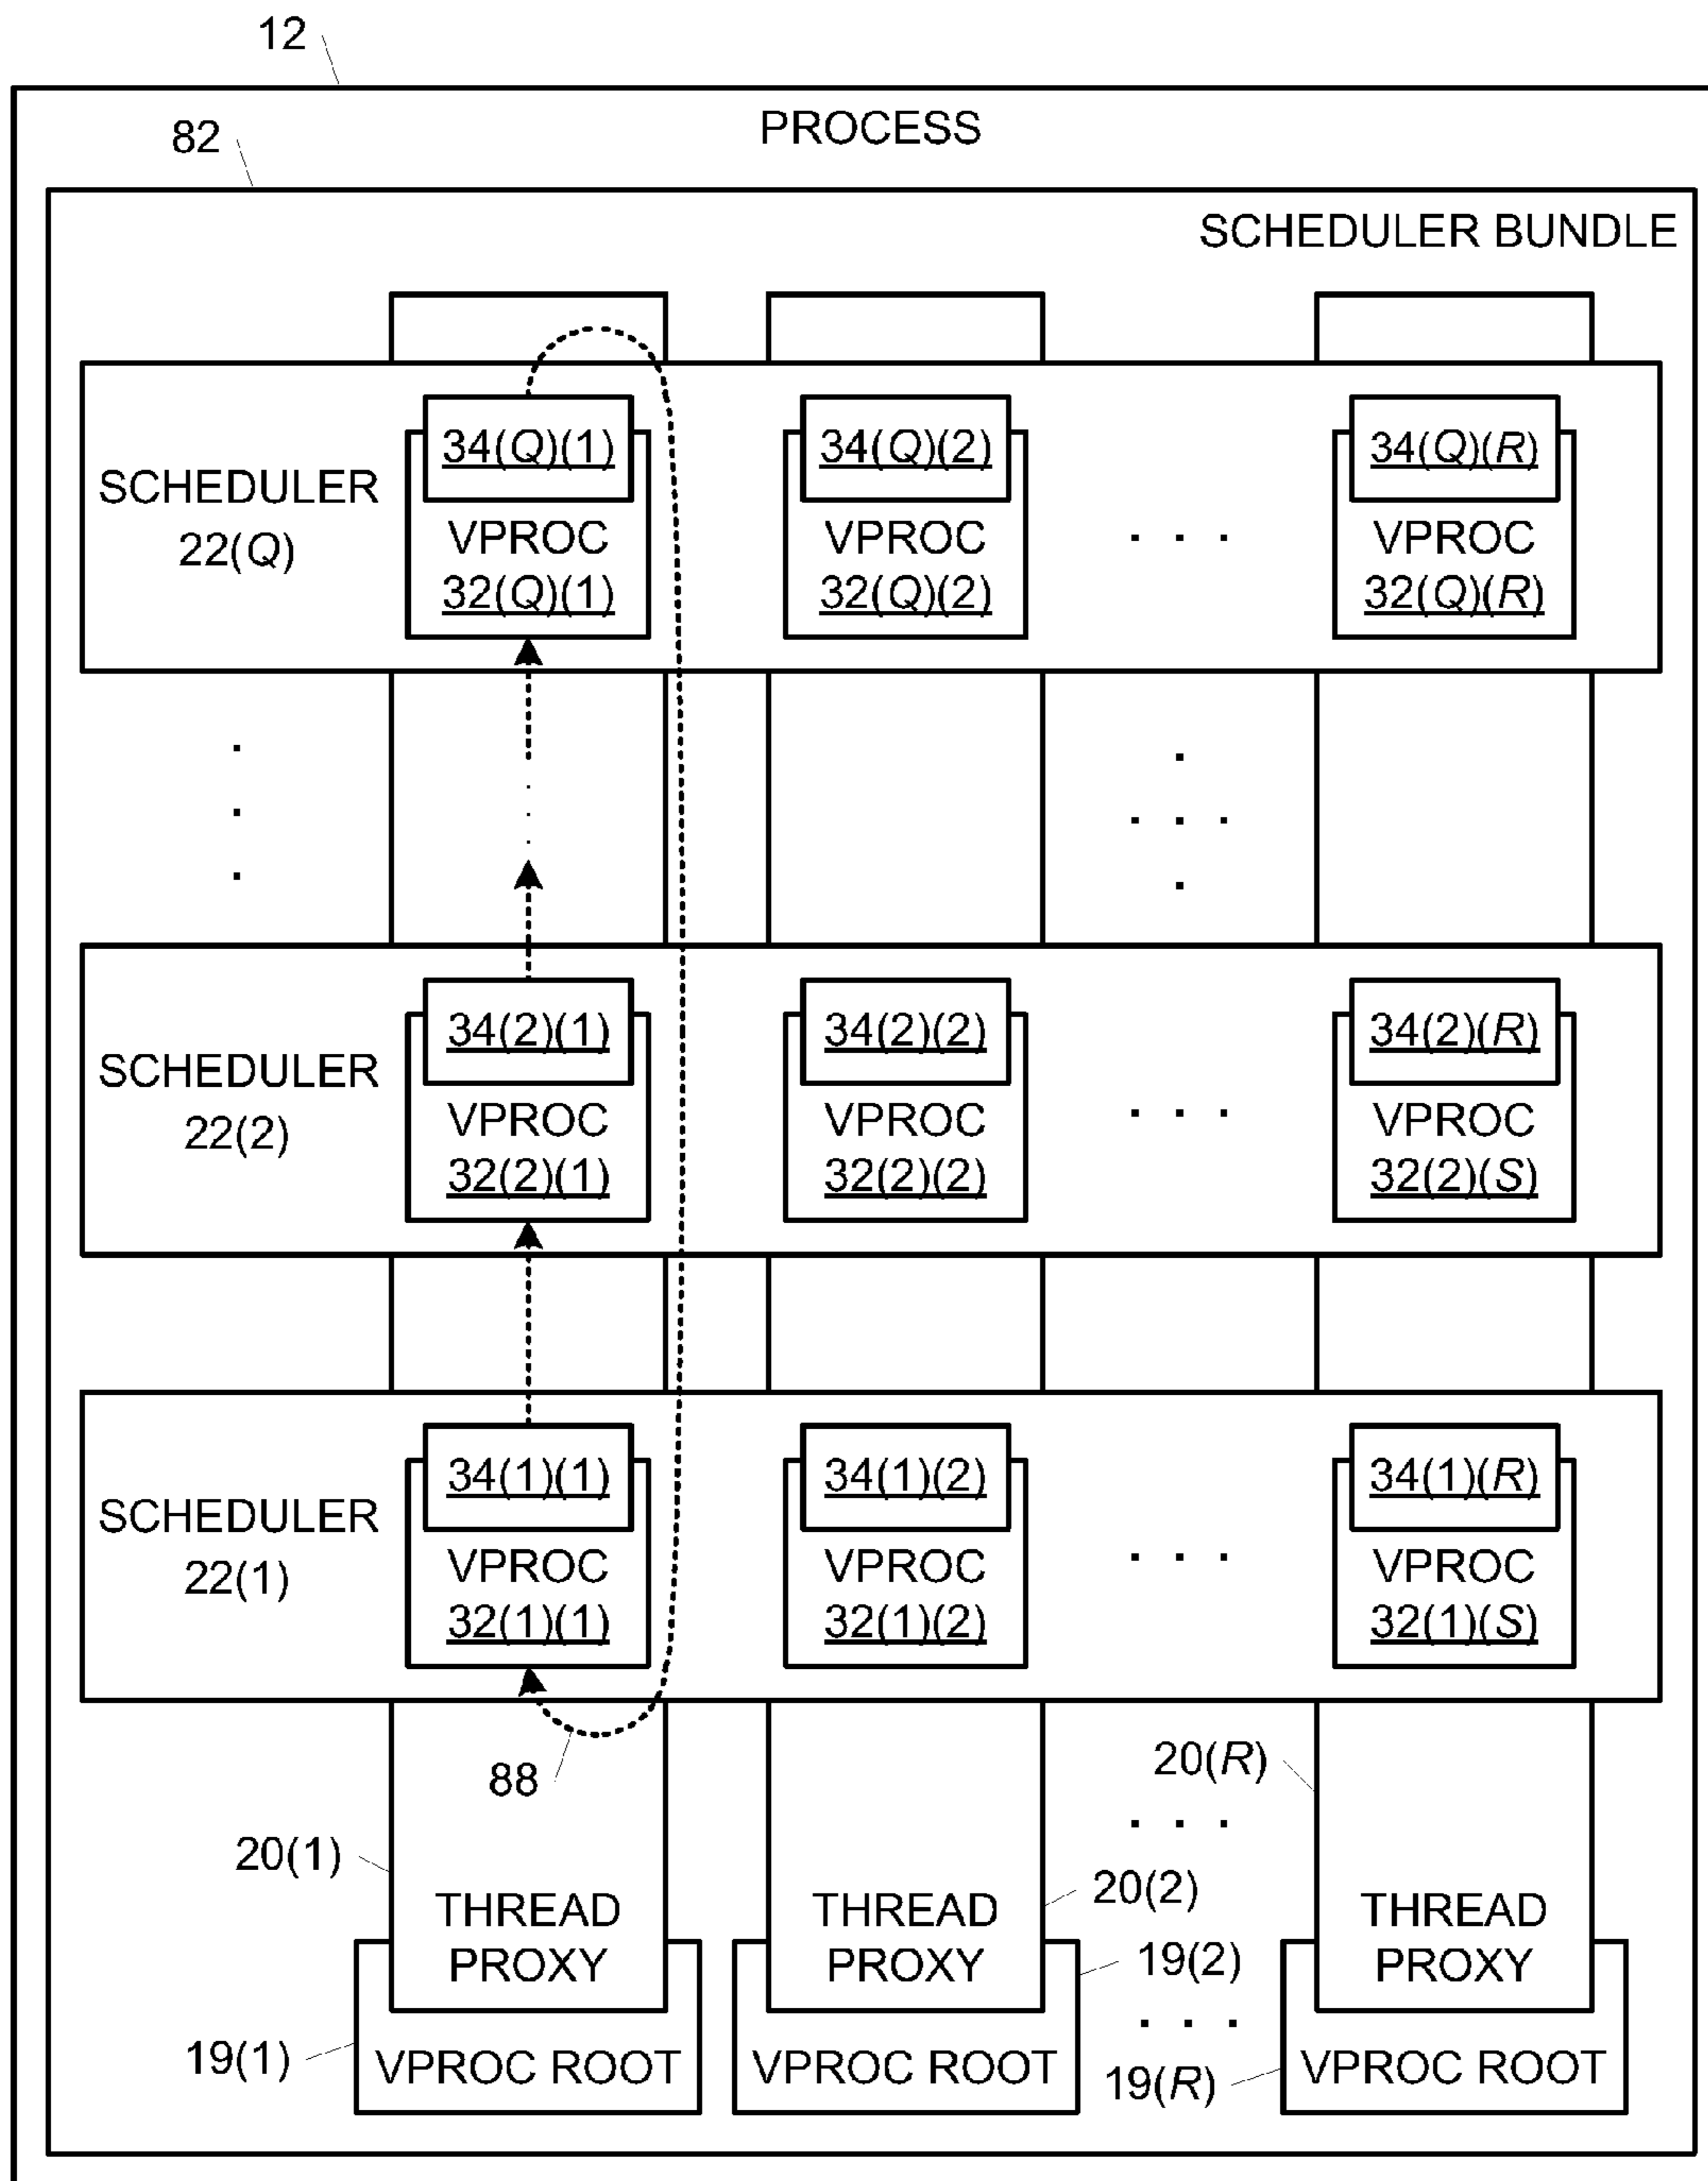 12
PROCESS
82
SCHEDULER BUNDLE
34(Q)(1) 34(Q)(2) 34(Q)(R)
SCHEDULER
22(Q)
VPROC VPROC . . . VPROC
32(Q)(1) 32(Q)(2) 32(Q)(R)
34(2)(1) 34(2)(2) 34(2)(R)
SCHEDULER
22(2)
VPROC VPROC . . . VPROC
32(2)(1) 32(2)(2) 32(2)(S)
34(1)(1) 34(1)(2) 34(1)(R)
SCHEDULER
22(1)
VPROC VPROC . . . VPROC
32(1)(1) 32(1)(2) 32(1)(S)
88
20(R)
. . .
20(1)
20(2)
THREAD THREAD THREAD
PROXY PROXY PROXY
19(2)
. . .
19(1)
VPROC ROOT VPROC ROOT VPROC ROOT
19(R)